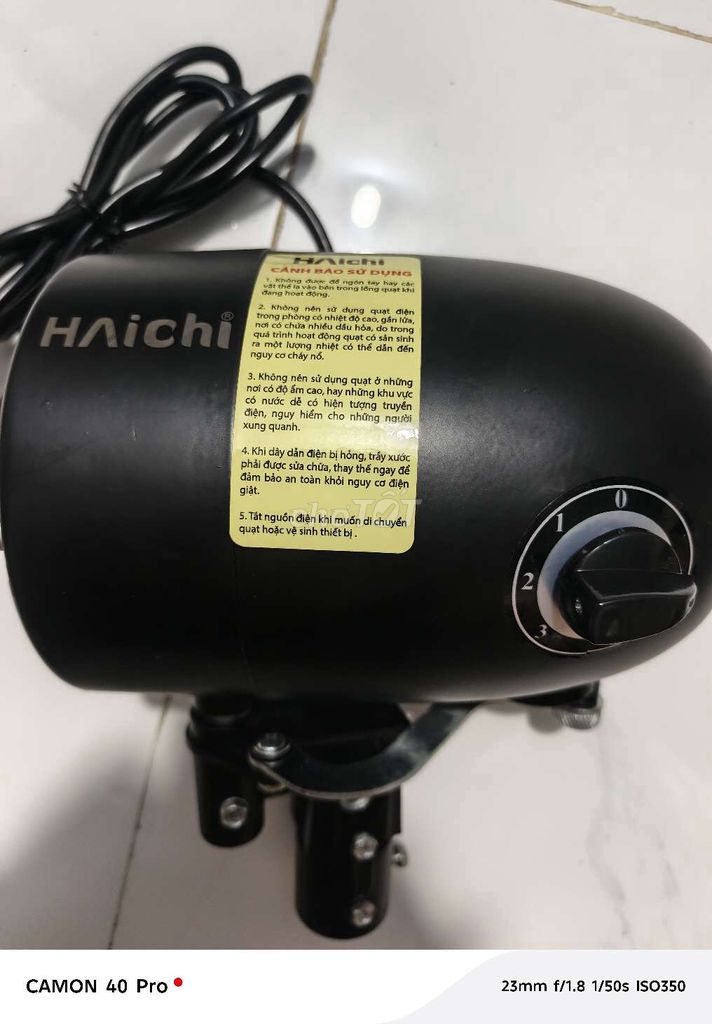 HAichi
CẢNH BÁO SỬ DỤNG
1. Không được để ngón tay hay các
vật thể lạ vào bên trong lồng quạt khi
đang hoạt động.
2. Không nên sử dụng quạt điện
trong phòng có nhiệt độ cao, gần lửa,
nơi có chứa nhiều dầu hỏa, do trong
quá trình hoạt động quạt có sản sinh
ra một lượng nhiệt có thể dẫn đến
nguy cơ cháy nổ.
3. Không nên sử dụng quạt ở những
nơi có độ ẩm cao, hay những khu vực
có nước dễ có hiện tượng truyền
điện, nguy hiểm cho những người
xung quanh.
4. Khi dây dẫn điện bị hỏng, trầy xước
phải được sửa chữa, thay thế ngay để
đảm bảo an toàn khỏi nguy cơ điện
giật.
5. Tắt nguồn điện khi muốn di chuyển
quạt hoặc vệ sinh thiết bị .
HAichi®
chợTỐT
0
1
2
3
CAMON 40 Pro
23mm f/1.8 1/50s ISO350